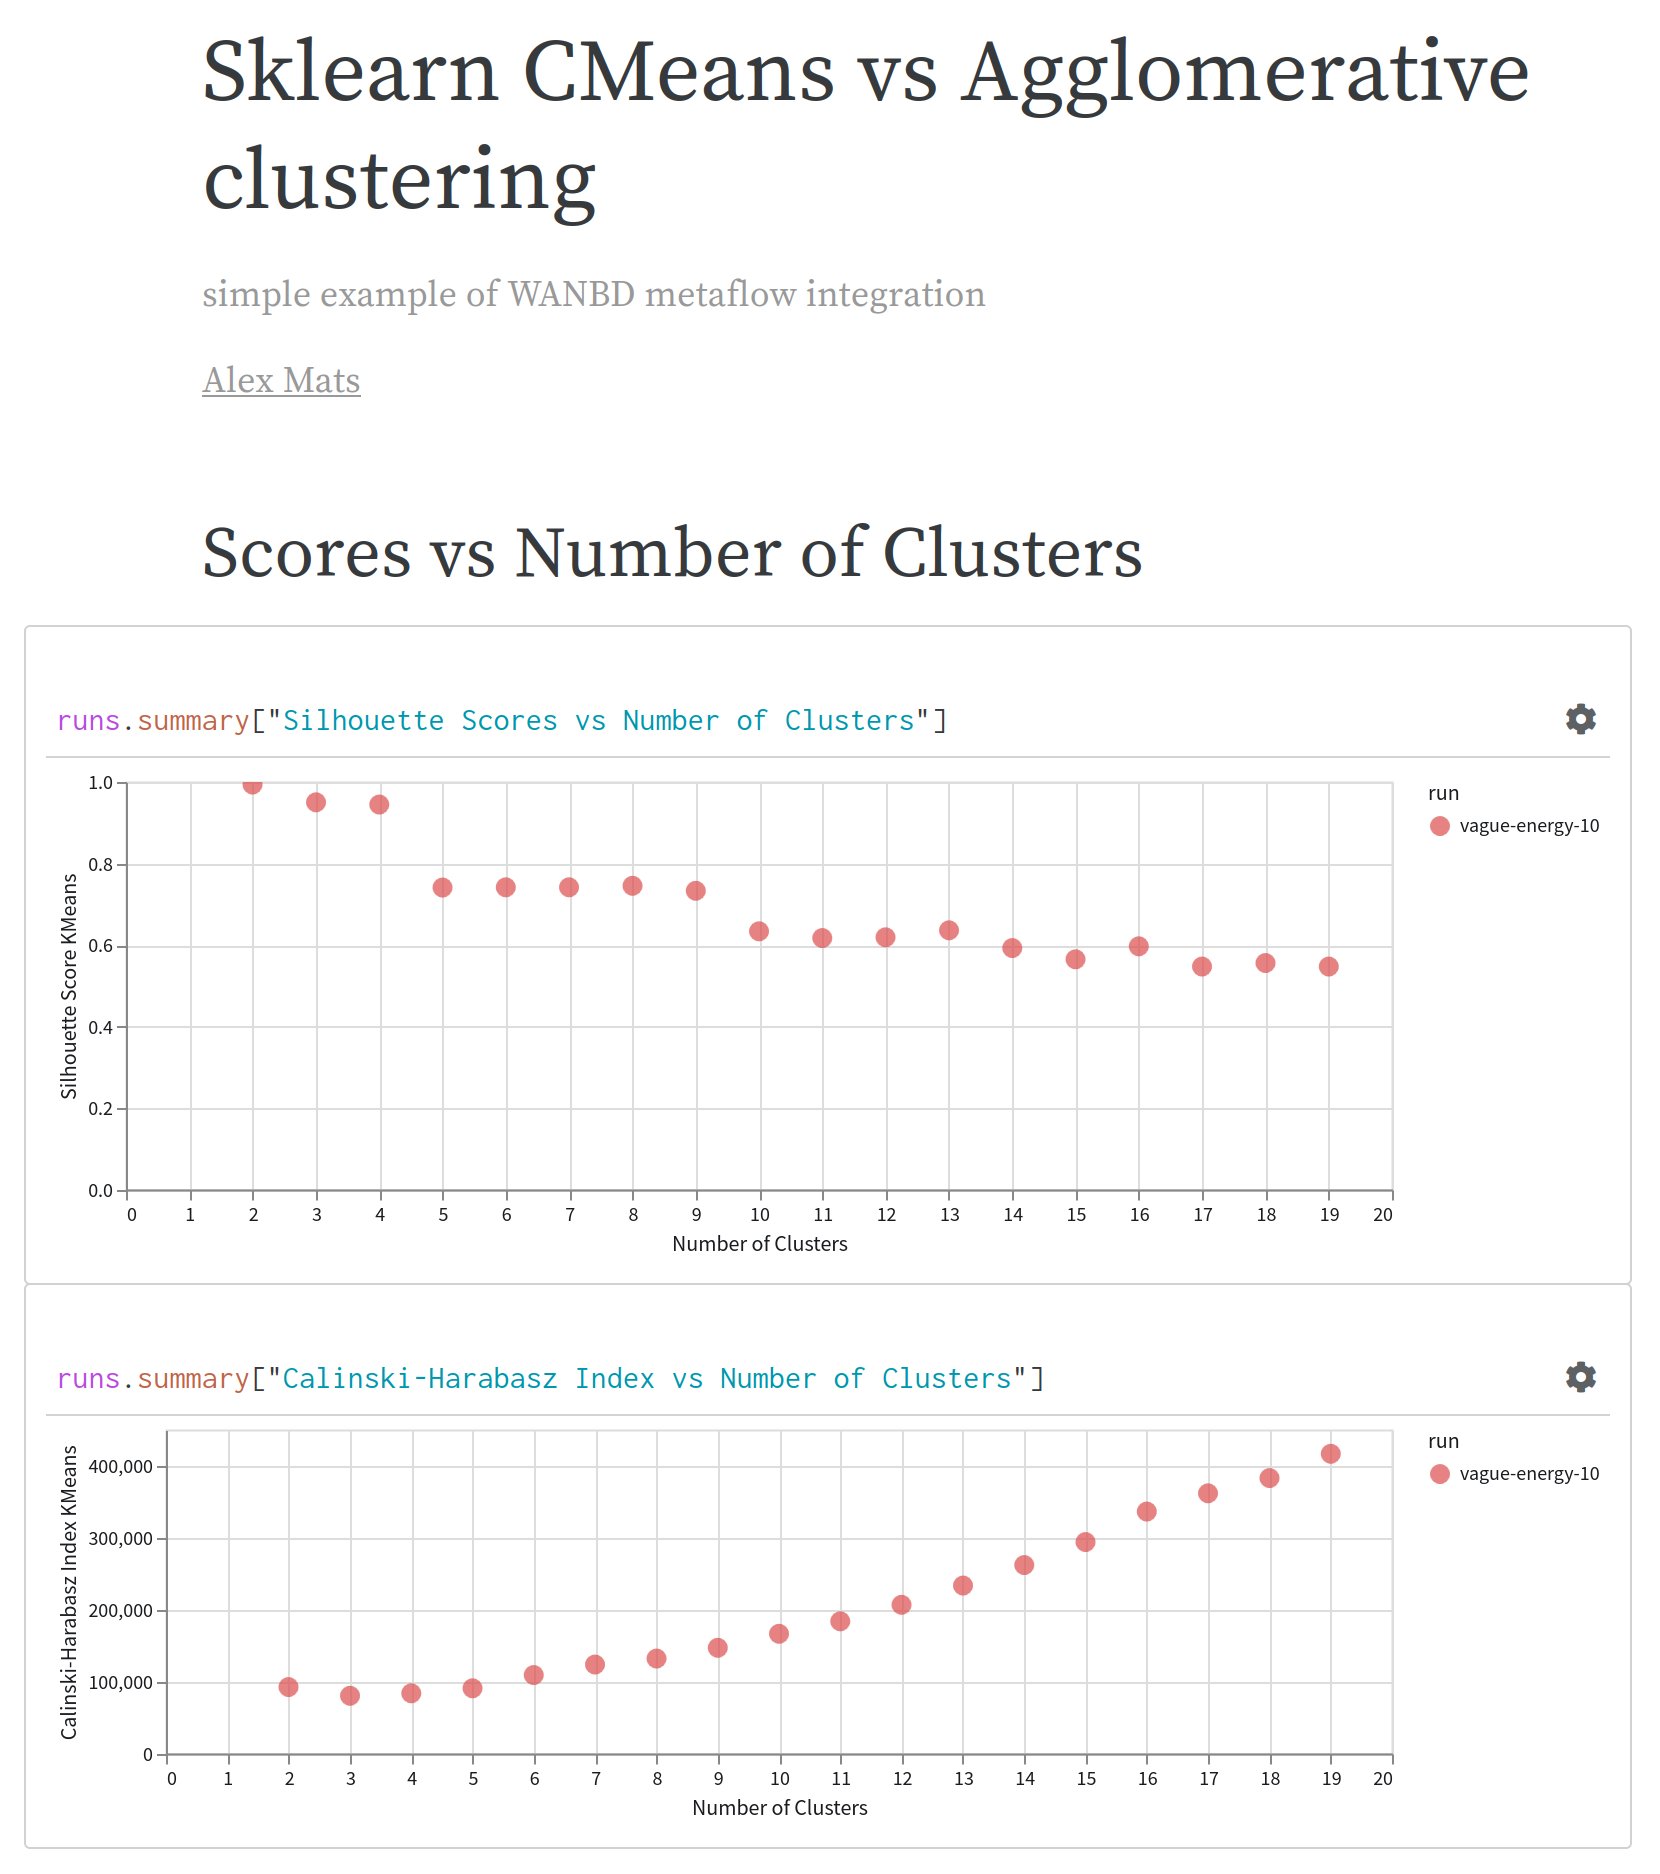 Sklearn CMeans vs Agglomerative
clustering
simple example of WANBD metaflow integration
Alex Mats
Scores vs Number of Clusters
runs.summary["Silhouette Scores vs Number of Clusters"]
1.0
0.8
0.6
0.4
0.2
0.0
Silhouette Score KMeans
0 1 2 3 4 5 6 7 8 9 10 11 12 13 14 15 16 17 18 19 20
Number of Clusters
run
vague-energy-10
runs.summary["Calinski-Harabasz Index vs Number of Clusters"]
400,000
300,000
200,000
100,000
0
Calinski-Harabasz Index KMeans
0 1 2 3 4 5 6 7 8 9 10 11 12 13 14 15 16 17 18 19 20
Number of Clusters
run
vague-energy-10